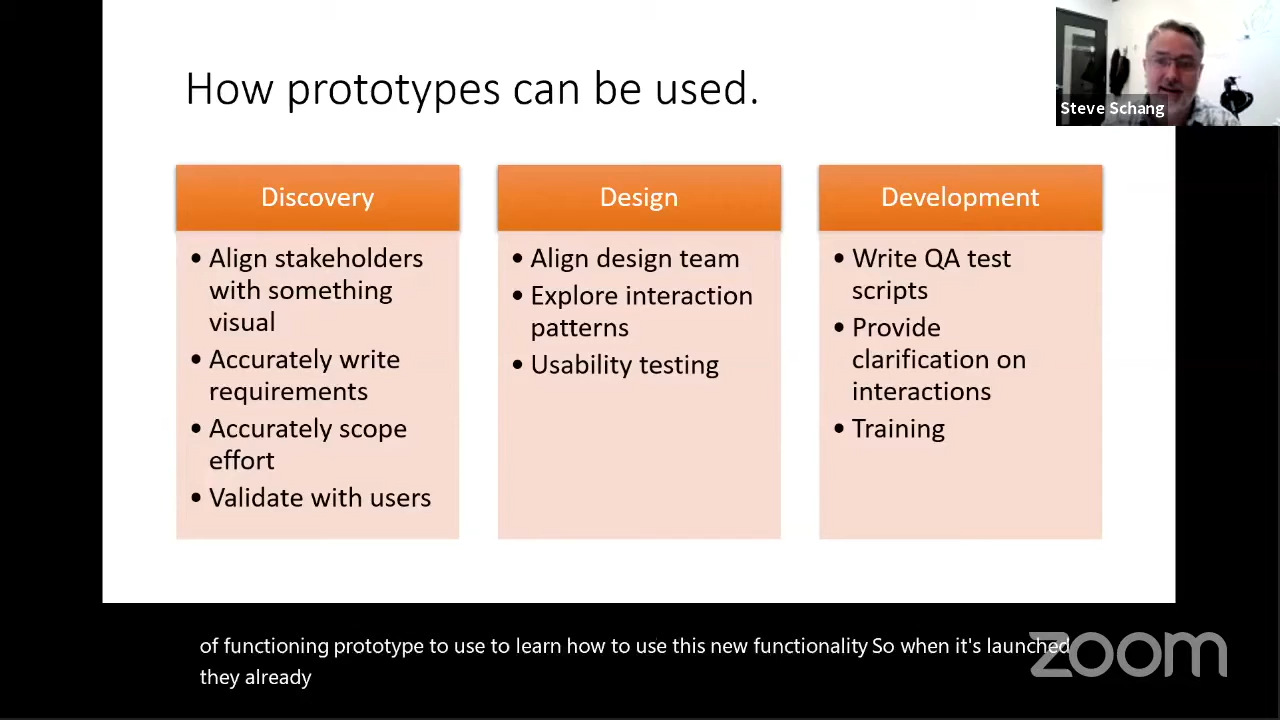 How prototypes can be used.
Steve Schang
Discovery
• Align stakeholders
with something
visual
• Accurately write
requirements
• Accurately scope
effort
• Validate with users
Design
• Align design team
• Explore interaction
patterns
• Usability testing
Development
• Write QA test
scripts
• Provide
clarification on
interactions
• Training
of functioning prototype to use to learn how to use this new functionality So when it's launched
they already
zoom